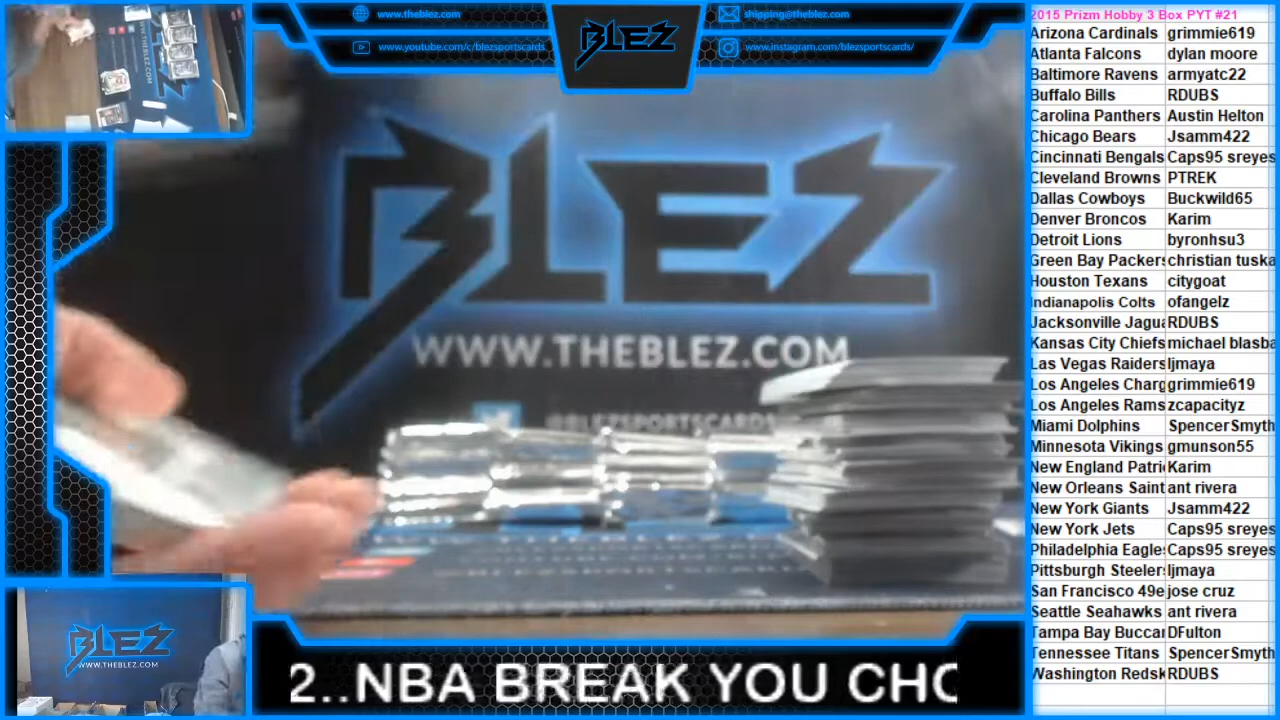 www.theblez.com
shipping@theblez.com
www.youtube.com/c/blezsportscards
BLEZ
www.instagram.com/blezsportscards/
BLEZ
WWW.THEBLEZ.COM
@BLEZSPORTSCARDS
2..NBA BREAK YOU CHO
BLEZ
WWW.THEBLEZ.COM
WWW.THEBLEZ.COM
2015 Prizm Hobby 3 Box PYT #21
Arizona Cardinals grimmie619
Atlanta Falcons dylan moore
Baltimore Ravens armyatc22
Buffalo Bills RDUBS
Carolina Panthers Austin Helton
Chicago Bears Jsamm422
Cincinnati Bengals Caps95 sreyes
Cleveland Browns PTREK
Dallas Cowboys Buckwild65
Denver Broncos Karim
Detroit Lions byronhsu3
Green Bay Packers christian tuska
Houston Texans citygoat
Indianapolis Colts ofangelz
Jacksonville Jagua RDUBS
Kansas City Chiefs michael blasba
Las Vegas Raiders ljmaya
Los Angeles Charg grimmie619
Los Angeles Rams zcapacityz
Miami Dolphins SpencerSmyth
Minnesota Vikings gmunson55
New England Patri Karim
New Orleans Saint ant rivera
New York Giants Jsamm422
New York Jets Caps95 sreyes
Philadelphia Eagle Caps95 sreyes
Pittsburgh Steeler ljmaya
San Francisco 49e jose cruz
Seattle Seahawks ant rivera
Tampa Bay Buccar DFulton
Tennessee Titans SpencerSmyth
Washington Redsk RDUBS